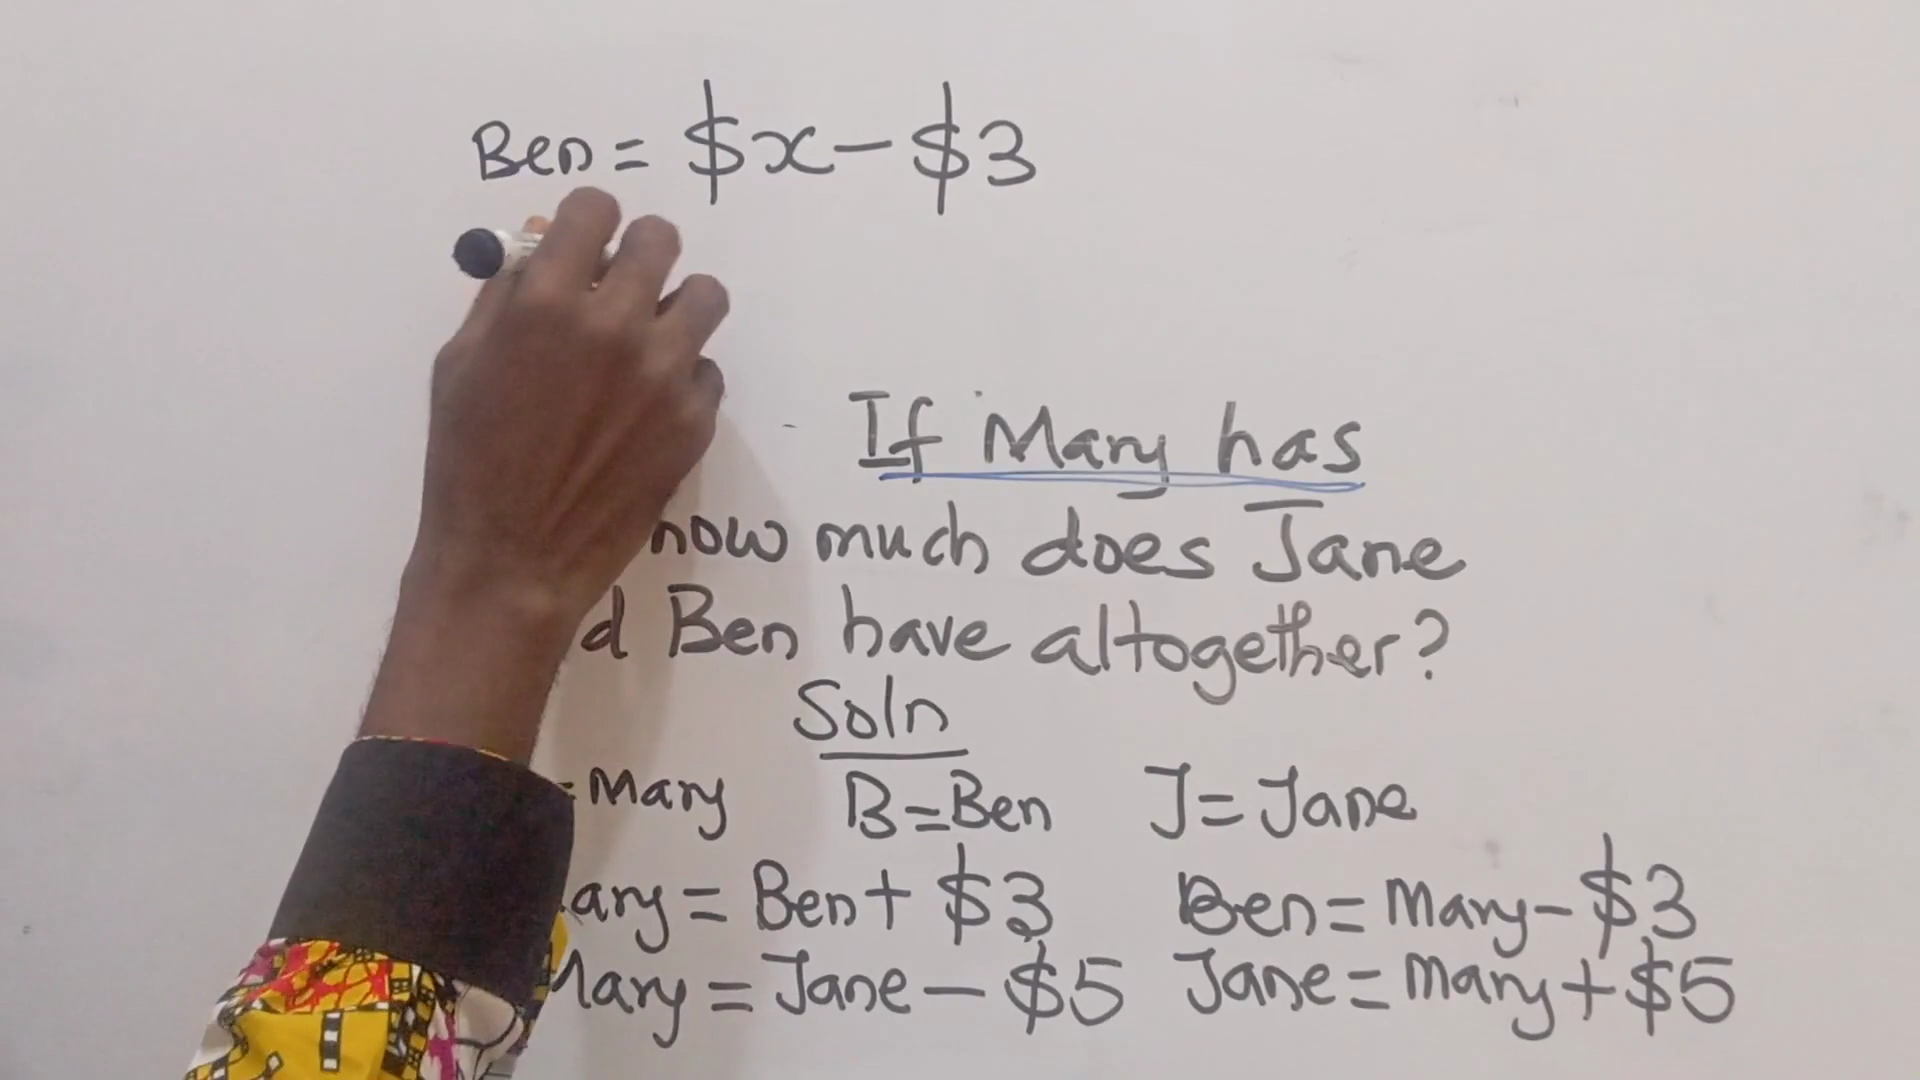 Ben = $x - $3
If Mary has
how much does Jane
d Ben have altogether?
Soln
= Mary B = Ben J = Jane
ary = Ben + $3 Ben = Mary - $3
Mary = Jane - $5 Jane = Mary + $5